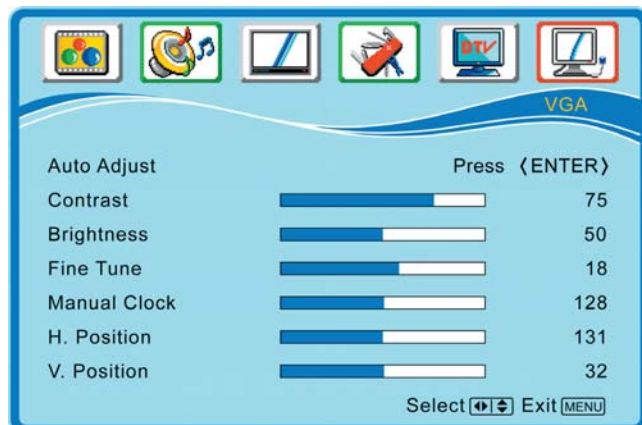 DTV
VGA
Auto Adjust Press 〈ENTER〉
Contrast 75
Brightness 50
Fine Tune 18
Manual Clock 128
H. Position 131
V. Position 32
Select Exit MENU